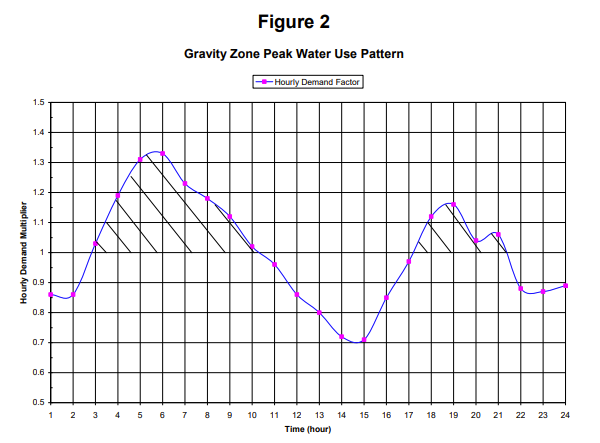 Figure 2
Gravity Zone Peak Water Use Pattern
Hourly Demand Factor
1.5
1.4
1.3
1.2
1.1
1
0.9
0.8
0.7
0.6
0.5
Hourly Demand Multiplier
1 2 3 4 5 6 7 8 9 10 11 12 13 14 15 16 17 18 19 20 21 22 23 24
Time (hour)